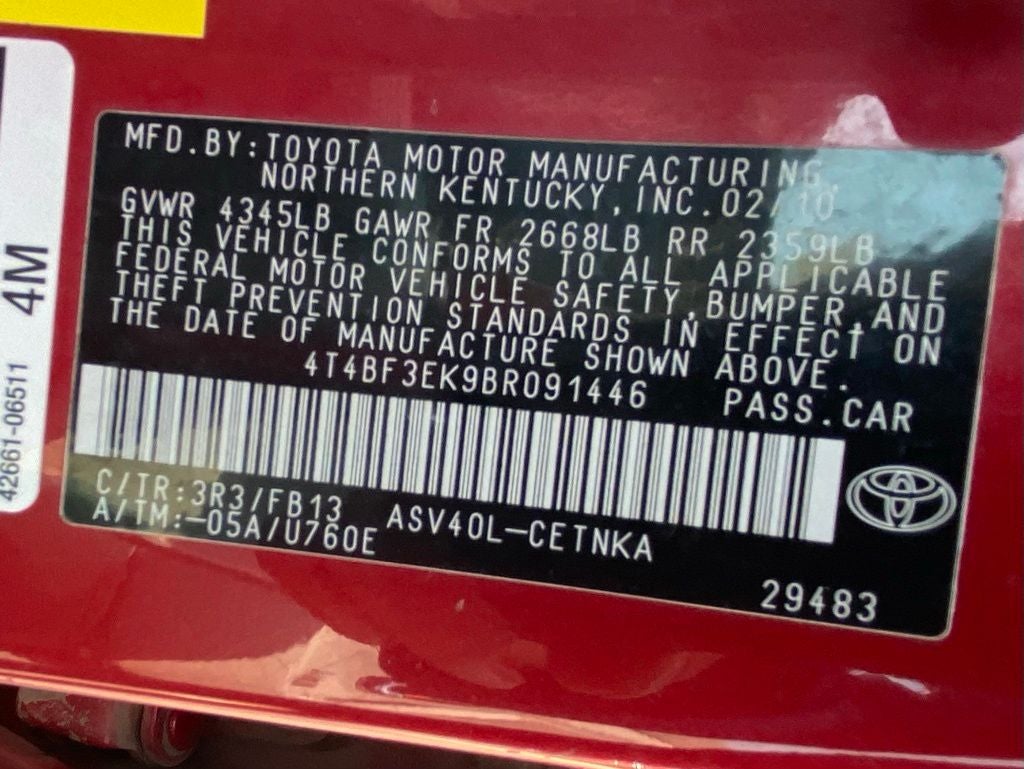 MFD.BY:TOYOTA MOTOR MANUFACTURING,
NORTHERN KENTUCKY, INC. 02/10
GVWR 4345LB GAWR FR 2668LB RR 2359LB
THIS VEHICLE CONFORMS TO ALL APPLICABLE
FEDERAL MOTOR VEHICLE SAFETY,BUMPER,AND
THEFT PREVENTION STANDARDS IN EFFECT ON
THE DATE OF MANUFACTURE SHOWN ABOVE.
4T4BF3EK9BR091446 PASS.CAR
C/TR:3R3/FB13
A/TM:-05A/U760E ASV40L-CETNKA
29483
42661-06511 4M